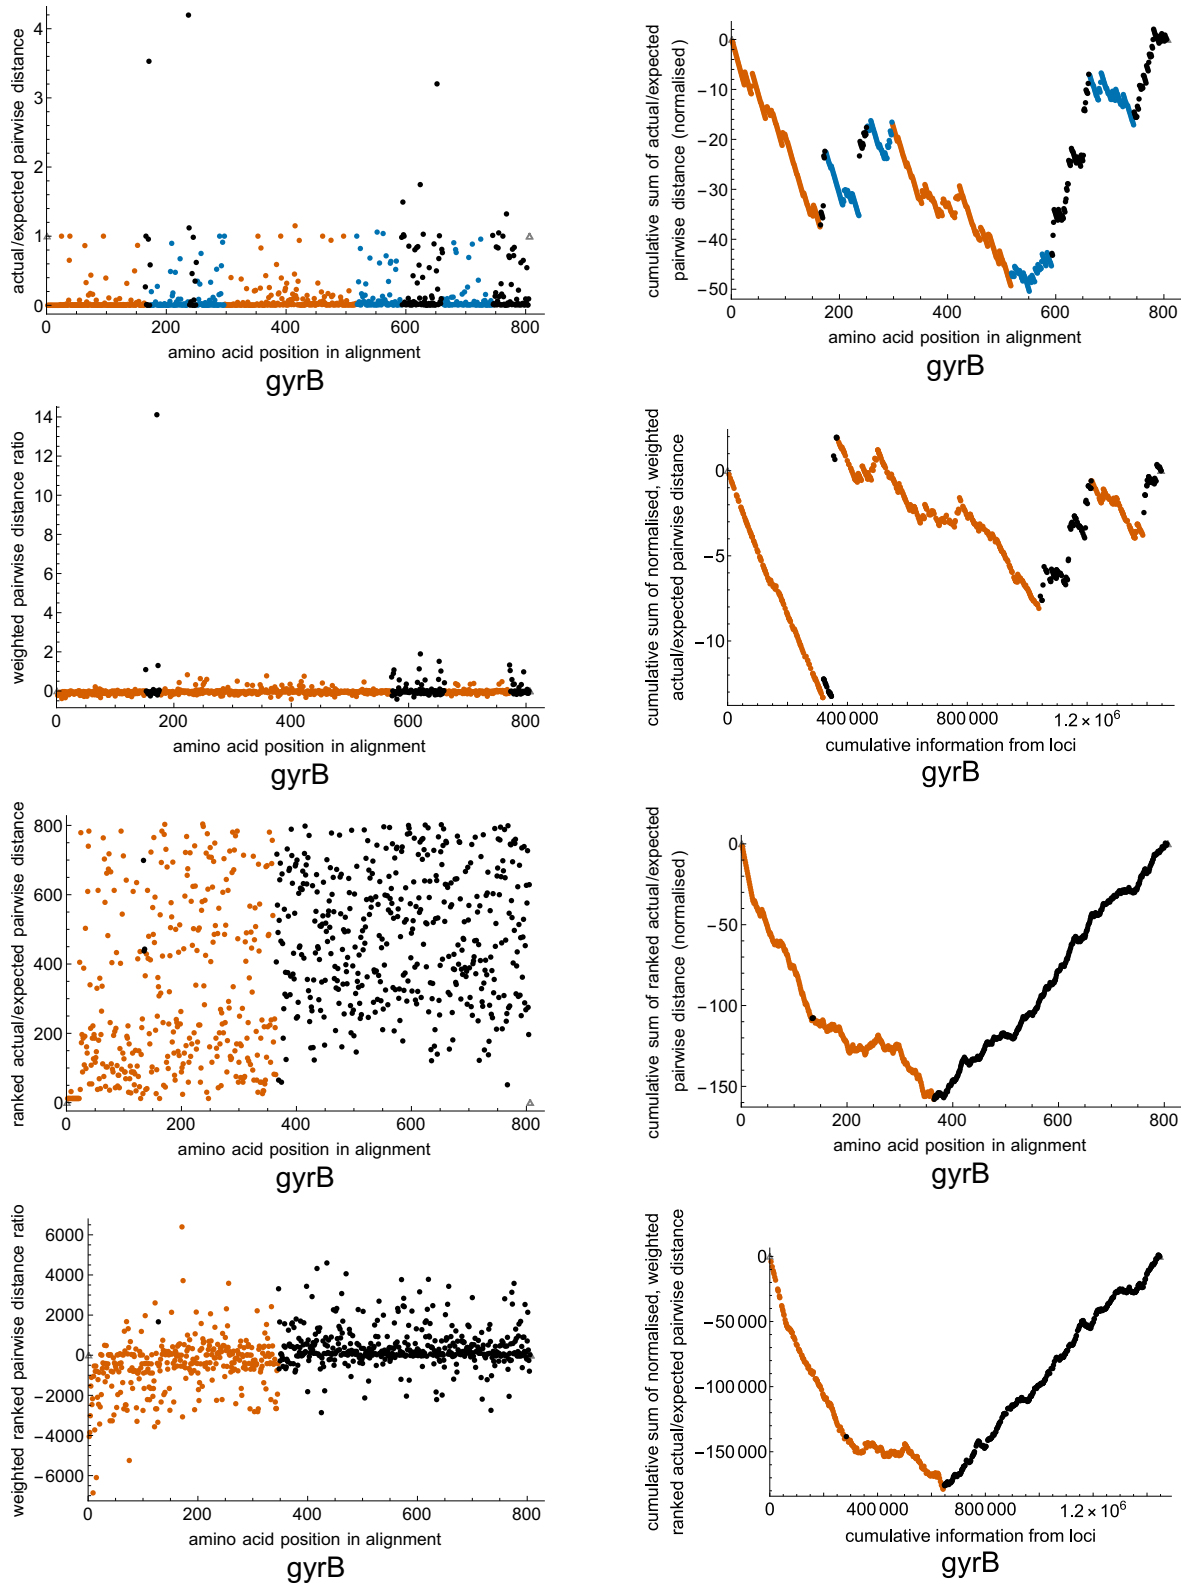 actual/expected pairwise distance
4
3
2
1
0
0 200 400 600 800
amino acid position in alignment
gyrB
cumulative sum of actual/expected
pairwise distance (normalised)
0
−10
−20
−30
−40
−50
0 200 400 600 800
amino acid position in alignment
gyrB
weighted pairwise distance ratio
14
12
10
8
6
4
2
0
0 200 400 600 800
amino acid position in alignment
gyrB
cumulative sum of normalised, weighted
actual/expected pairwise distance
0
−5
−10
0 400 000 800 000 1.2 × 10⁶
cumulative information from loci
gyrB
ranked actual/expected pairwise distance
800
600
400
200
0
0 200 400 600 800
amino acid position in alignment
gyrB
cumulative sum of ranked actual/expected
pairwise distance (normalised)
0
−50
−100
−150
0 200 400 600 800
amino acid position in alignment
gyrB
weighted ranked pairwise distance ratio
6000
4000
2000
0
−2000
−4000
−6000
0 200 400 600 800
amino acid position in alignment
gyrB
cumulative sum of normalised, weighted
ranked actual/expected pairwise distance
0
−50 000
−100 000
−150 000
0 400 000 800 000 1.2 × 10⁶
cumulative information from loci
gyrB